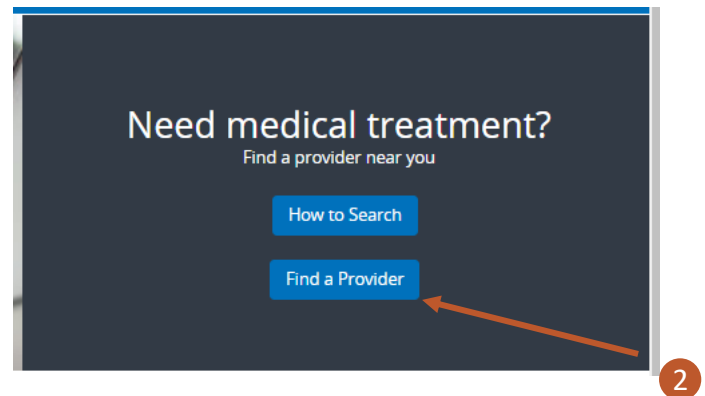 Need medical treatment?
Find a provider near you
How to Search
Find a Provider
2